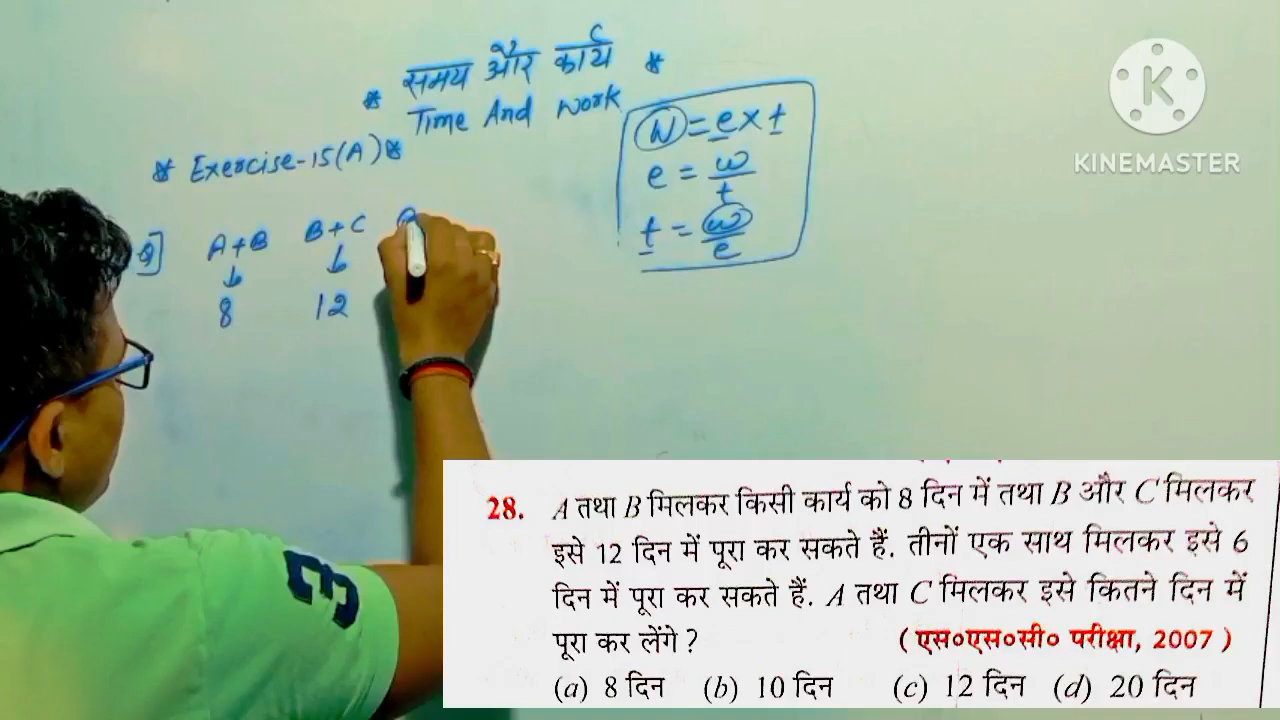 * समय और कार्य *
Time And Work
* Exercise-15(A) *
W = e x t
e = w/t
t = w/e
Q] A+B B+C
8 12
KINEMASTER
28. A तथा B मिलकर किसी कार्य को 8 दिन में तथा B और C मिलकर
इसे 12 दिन में पूरा कर सकते हैं. तीनों एक साथ मिलकर इसे 6
दिन में पूरा कर सकते हैं. A तथा C मिलकर इसे कितने दिन में
पूरा कर लेंगे ? ( एस०एस०सी० परीक्षा, 2007 )
(a) 8 दिन (b) 10 दिन (c) 12 दिन (d) 20 दिन
3